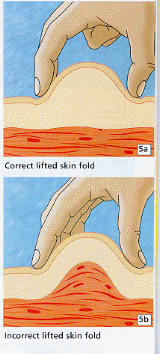 5a
Correct lifted skin fold
5b
Incorrect lifted skin fold